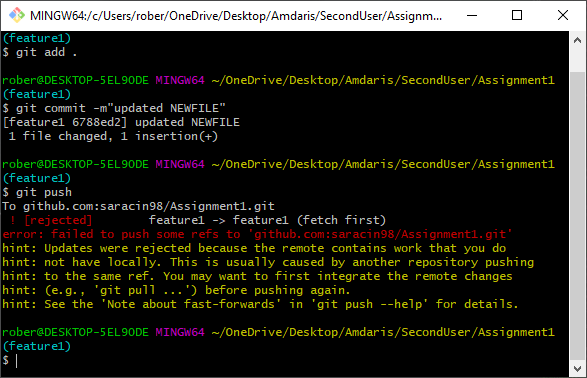 MINGW64:/c/Users/rober/OneDrive/Desktop/Amdaris/SecondUser/Assignm...
(feature1)
$ git add .
rober@DESKTOP-5EL9ODE MINGW64 ~/OneDrive/Desktop/Amdaris/SecondUser/Assignment1
(feature1)
$ git commit -m"updated NEWFILE"
[feature1 6788ed2] updated NEWFILE
 1 file changed, 1 insertion(+)
rober@DESKTOP-5EL9ODE MINGW64 ~/OneDrive/Desktop/Amdaris/SecondUser/Assignment1
(feature1)
$ git push
To github.com:saracin98/Assignment1.git
 ! [rejected]        feature1 -> feature1 (fetch first)
error: failed to push some refs to 'github.com:saracin98/Assignment1.git'
hint: Updates were rejected because the remote contains work that you do
hint: not have locally. This is usually caused by another repository pushing
hint: to the same ref. You may want to first integrate the remote changes
hint: (e.g., 'git pull ...') before pushing again.
hint: See the 'Note about fast-forwards' in 'git push --help' for details.
rober@DESKTOP-5EL9ODE MINGW64 ~/OneDrive/Desktop/Amdaris/SecondUser/Assignment1
(feature1)
$